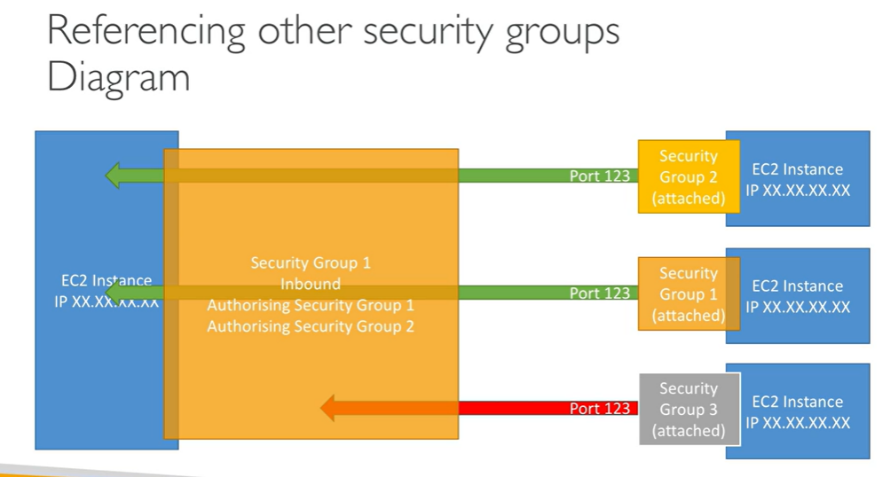 Referencing other security groups
Diagram
EC2 Instance
IP XX.XX.XX.XX
Security Group 1
Inbound
Authorising Security Group 1
Authorising Security Group 2
Port 123
Security
Group 2
(attached)
EC2 Instance
IP XX.XX.XX.XX
Port 123
Security
Group 1
(attached)
EC2 Instance
IP XX.XX.XX.XX
Port 123
Security
Group 3
(attached)
EC2 Instance
IP XX.XX.XX.XX